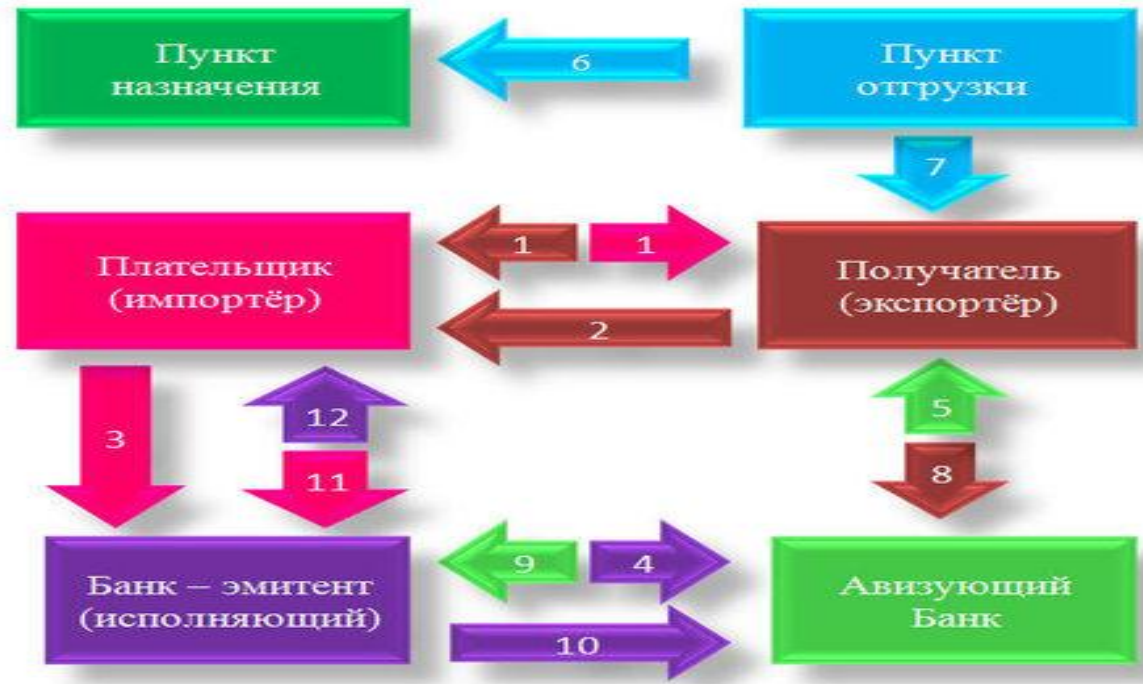 Пункт
назначения
6
Пункт
отгрузки
7
Плательщик
(импортёр)
1
1
2
Получатель
(экспортёр)
3
12
11
5
8
Банк – эмитент
(исполняющий)
9
4
10
Авизующий
Банк